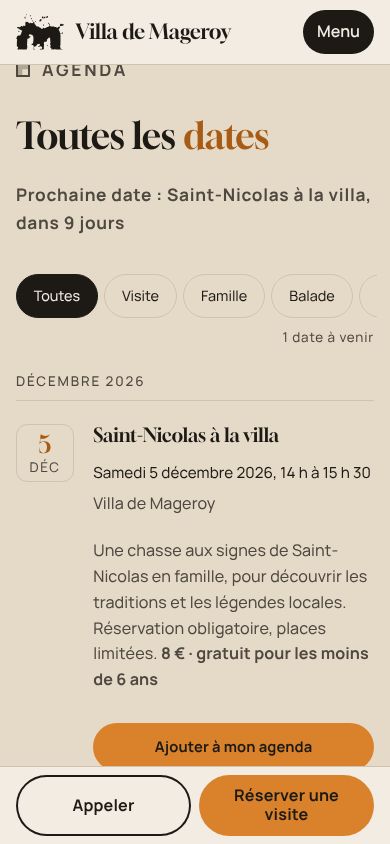 Villa de Mageroy
Menu
AGENDA
Toutes les dates
Prochaine date : Saint-Nicolas à la villa,
dans 9 jours
Toutes
Visite
Famille
Balade
1 date à venir
DÉCEMBRE 2026
5
DÉC
Saint-Nicolas à la villa
Samedi 5 décembre 2026, 14 h à 15 h 30
Villa de Mageroy
Une chasse aux signes de Saint-
Nicolas en famille, pour découvrir les
traditions et les légendes locales.
Réservation obligatoire, places
limitées. 8 € · gratuit pour les moins
de 6 ans
Ajouter à mon agenda
Appeler
Réserver une
visite